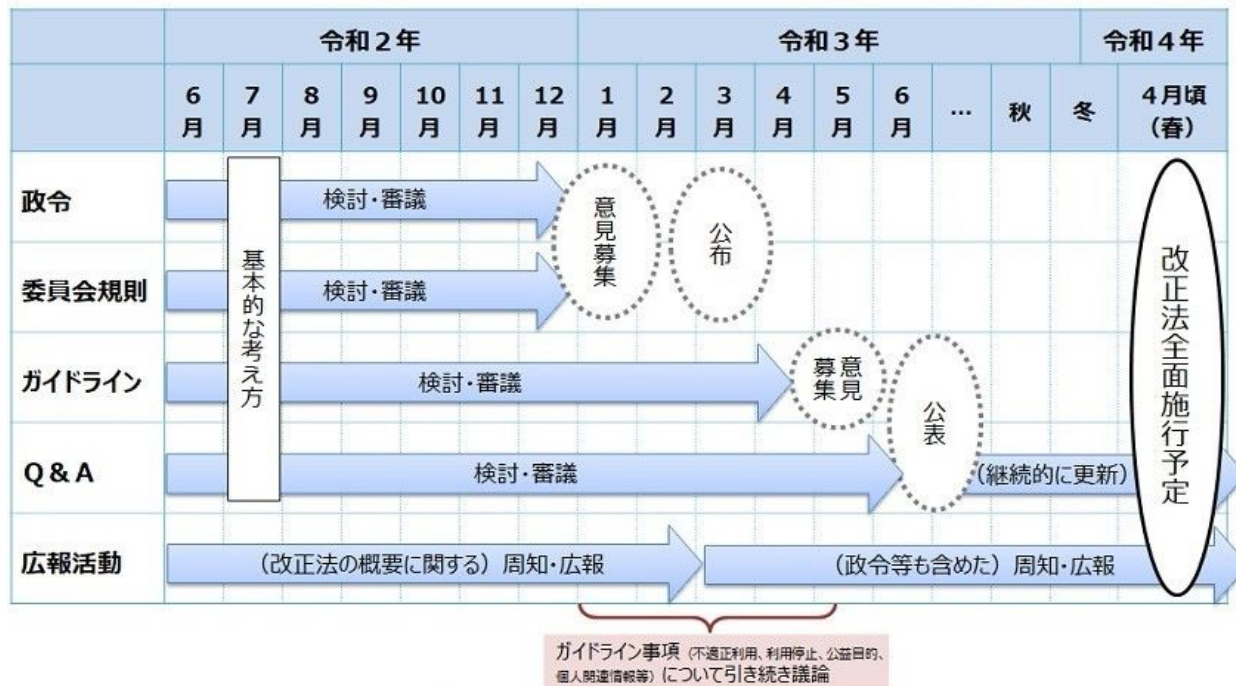 令和２年 令和３年 令和４年
6月 7月 8月 9月 10月 11月 12月 1月 2月 3月 4月 5月 6月 … 秋 冬 4月頃（春）
政令
検討・審議
委員会規則
検討・審議
意見募集
公布
基本的な考え方
ガイドライン
検討・審議
意見募集
公表
Q＆A
検討・審議
（継続的に更新）
改正法全面施行予定
広報活動
（改正法の概要に関する）周知・広報
（政令等も含めた）周知・広報
ガイドライン事項（不適正利用、利用停止、公益目的、
個人関連情報等）について引き続き議論